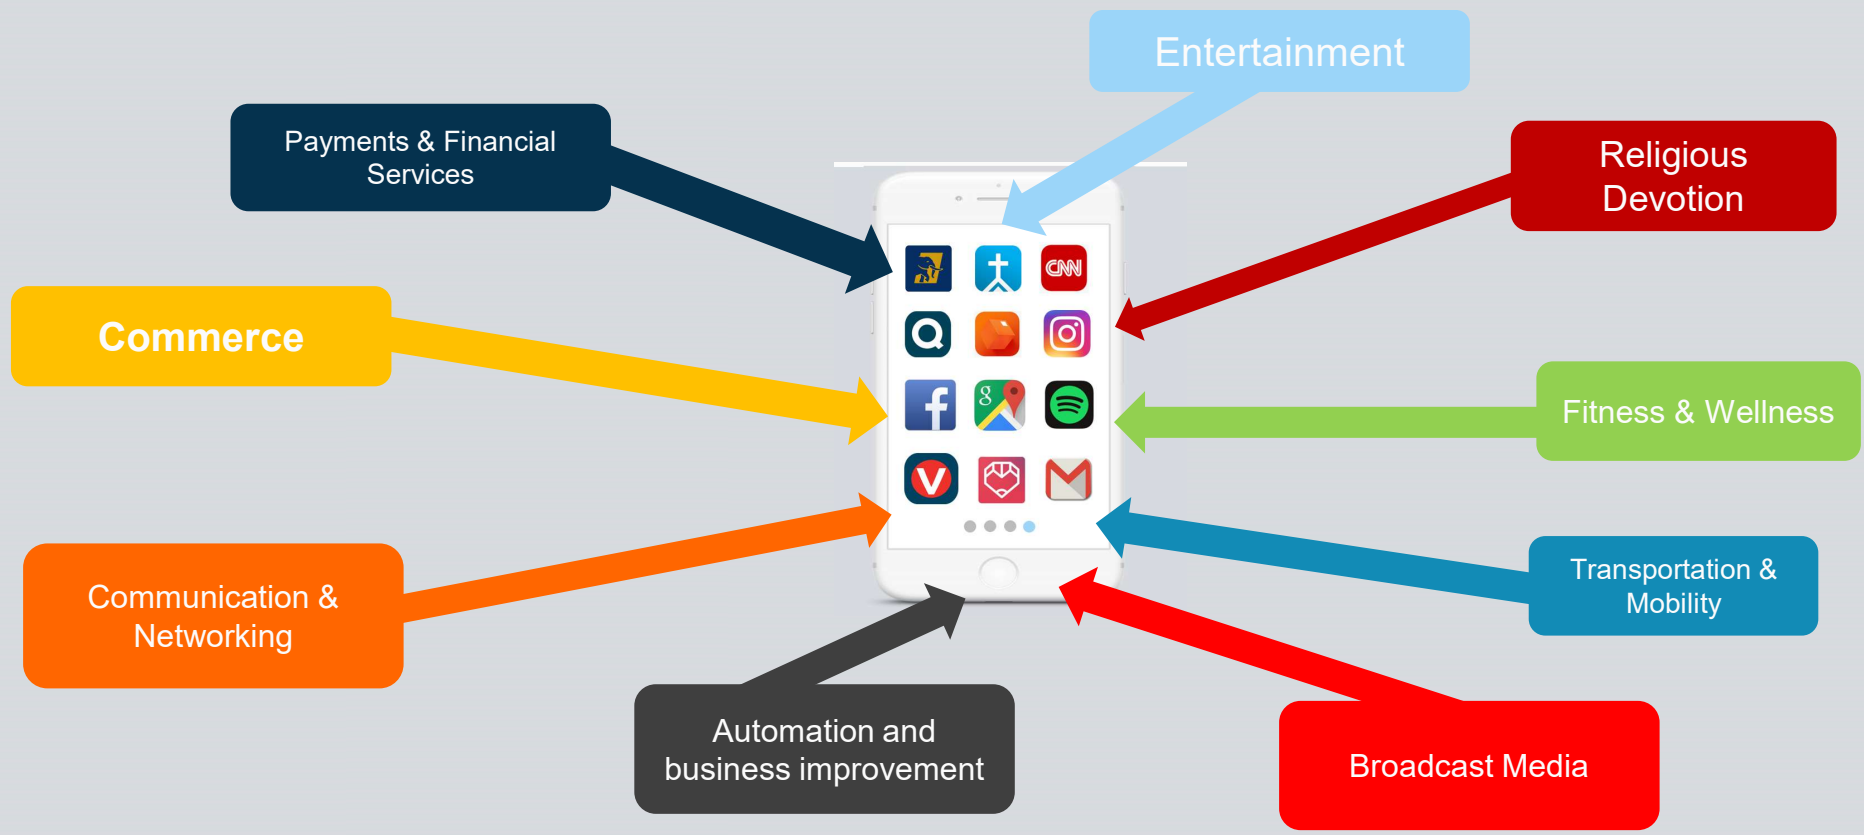 Entertainment
Payments & Financial
Services
Religious
Devotion
CNN
Commerce
Q
f
g
Fitness & Wellness
V
M
Communication &
Networking
Transportation &
Mobility
Automation and
business improvement
Broadcast Media